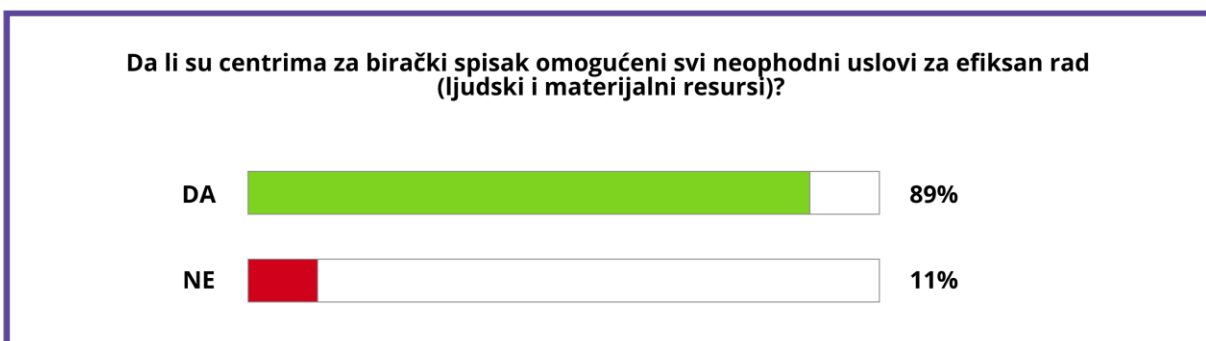 Da li su centrima za birački spisak omogućeni svi neophodni uslovi za efiksan rad
(ljudski i materijalni resursi)?
DA 89%
NE 11%